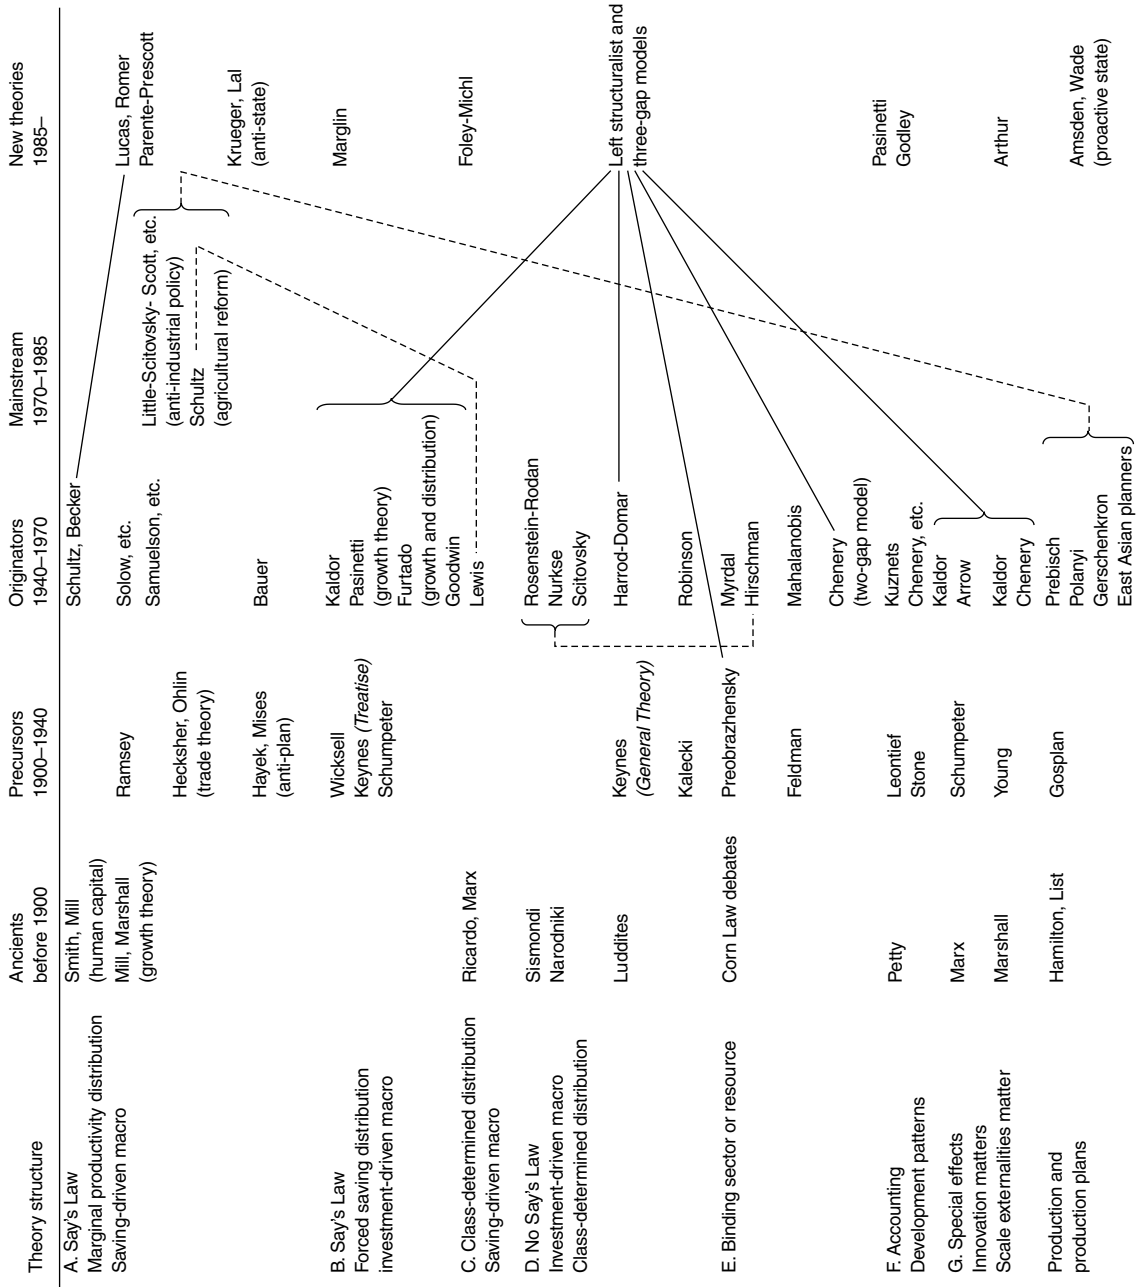 Theory structure
Ancients
before 1900
Precursors
1900–1940
Originators
1940–1970
Mainstream
1970–1985
New theories
1985–
A. Say's Law
Marginal productivity distribution
Saving-driven macro
Smith, Mill
(human capital)
Mill, Marshall
(growth theory)
Ramsey
Hecksher, Ohlin
(trade theory)
Hayek, Mises
(anti-plan)
Schultz, Becker
Solow, etc.
Samuelson, etc.
Bauer
Little-Scitovsky- Scott, etc.
(anti-industrial policy)
Schultz
(agricultural reform)
Lucas, Romer
Parente-Prescott
Krueger, Lal
(anti-state)
B. Say's Law
Forced saving distribution
investment-driven macro
Wicksell
Keynes (Treatise)
Schumpeter
Kaldor
Pasinetti
(growth theory)
Furtado
(growth and distribution)
Goodwin
Marglin
C. Class-determined distribution
Saving-driven macro
Ricardo, Marx
Lewis
Foley-Michl
D. No Say's Law
Investment-driven macro
Class-determined distribution
Sismondi
Narodniki
Luddites
Keynes
(General Theory)
Kalecki
Rosenstein-Rodan
Nurkse
Scitovsky
Harrod-Domar
Robinson
Left structuralist and
three-gap models
E. Binding sector or resource
Corn Law debates
Preobrazhensky
Feldman
Myrdal
Hirschman
Mahalanobis
Chenery
(two-gap model)
F. Accounting
Development patterns
Petty
Leontief
Stone
Kuznets
Chenery, etc.
Pasinetti
Godley
G. Special effects
Innovation matters
Scale externalities matter
Marx
Marshall
Schumpeter
Young
Kaldor
Arrow
Kaldor
Chenery
Arthur
Production and
production plans
Hamilton, List
Gosplan
Prebisch
Polanyi
Gerschenkron
East Asian planners
Amsden, Wade
(proactive state)